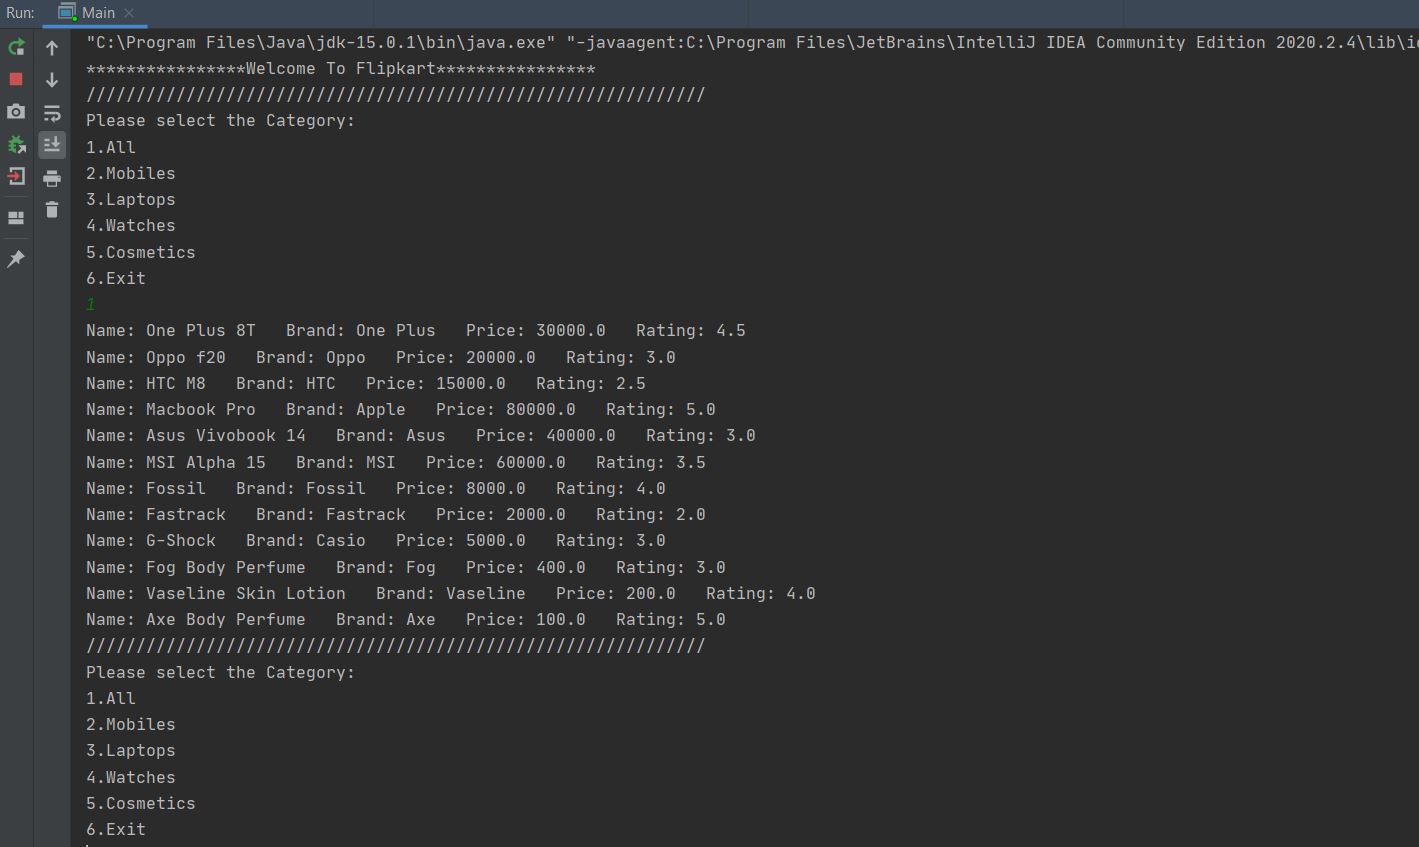 Run: Main
"C:\Program Files\Java\jdk-15.0.1\bin\java.exe" "-javaagent:C:\Program Files\JetBrains\IntelliJ IDEA Community Edition 2020.2.4\lib\
****************Welcome To Flipkart****************
//////////////////////////////////////////////////////////////
Please select the Category:
1.All
2.Mobiles
3.Laptops
4.Watches
5.Cosmetics
6.Exit
1
Name: One Plus 8T   Brand: One Plus   Price: 30000.0   Rating: 4.5
Name: Oppo f20   Brand: Oppo   Price: 20000.0   Rating: 3.0
Name: HTC M8   Brand: HTC   Price: 15000.0   Rating: 2.5
Name: Macbook Pro   Brand: Apple   Price: 80000.0   Rating: 5.0
Name: Asus Vivobook 14   Brand: Asus   Price: 40000.0   Rating: 3.0
Name: MSI Alpha 15   Brand: MSI   Price: 60000.0   Rating: 3.5
Name: Fossil   Brand: Fossil   Price: 8000.0   Rating: 4.0
Name: Fastrack   Brand: Fastrack   Price: 2000.0   Rating: 2.0
Name: G-Shock   Brand: Casio   Price: 5000.0   Rating: 3.0
Name: Fog Body Perfume   Brand: Fog   Price: 400.0   Rating: 3.0
Name: Vaseline Skin Lotion   Brand: Vaseline   Price: 200.0   Rating: 4.0
Name: Axe Body Perfume   Brand: Axe   Price: 100.0   Rating: 5.0
//////////////////////////////////////////////////////////////
Please select the Category:
1.All
2.Mobiles
3.Laptops
4.Watches
5.Cosmetics
6.Exit